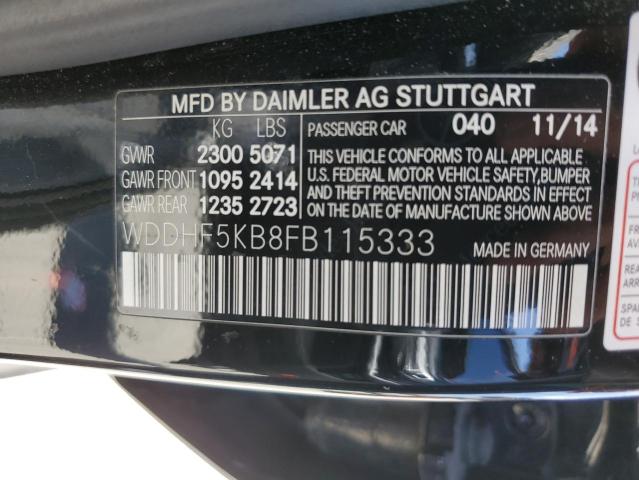 MFD BY DAIMLER AG STUTTGART
KG LBS
PASSENGER CAR 040 11/14
GVWR 2300 5071
GAWR FRONT 1095 2414
GAWR REAR 1235 2723
THIS VEHICLE CONFORMS TO ALL APPLICABLE
U.S. FEDERAL MOTOR VEHICLE SAFETY, BUMPER
AND THEFT PREVENTION STANDARDS IN EFFECT
ON THE DATE OF MANUFACTURE SHOWN ABOVE.
WDDHF5KB8FB115333
MADE IN GERMANY